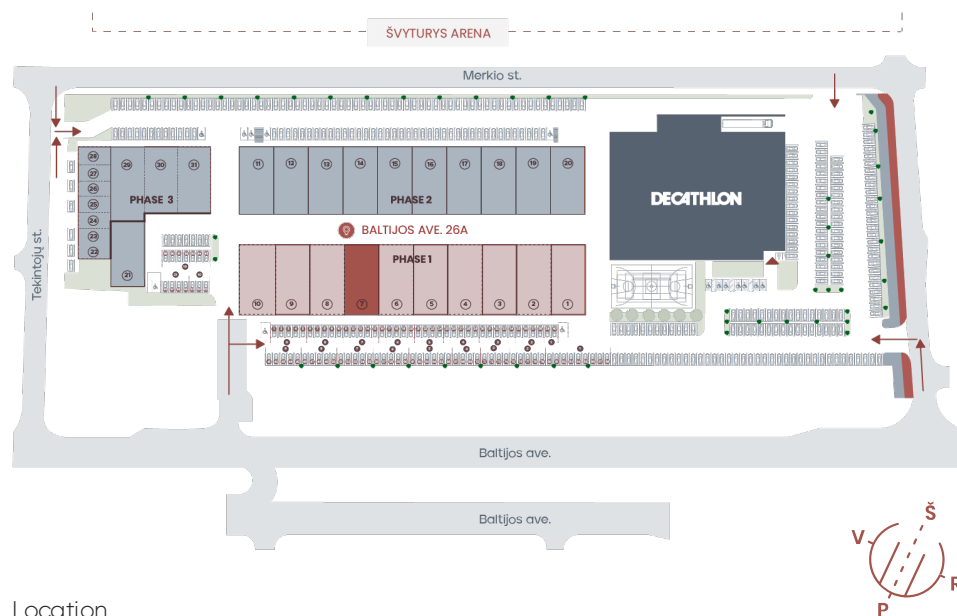 ŠVYTURYS ARENA
Merkio st.
Tekintojų st.
28
27
26
25
24
23
22
29
30
31
PHASE 3
21
11
12
13
14
15
16
17
18
19
20
PHASE 2
BALTIJOS AVE. 26A
PHASE 1
10
9
8
7
6
5
4
3
2
1
DECATHLON
Baltijos ave.
Baltijos ave.
Š
V
R
P
Location